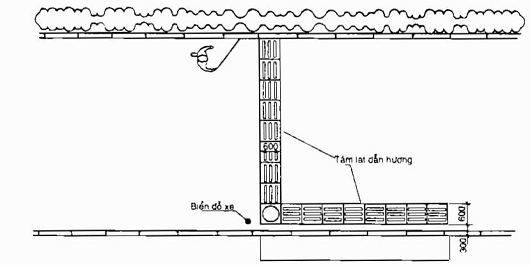 600
Tấm lát dẫn hướng
Biển đỗ xe
600
300